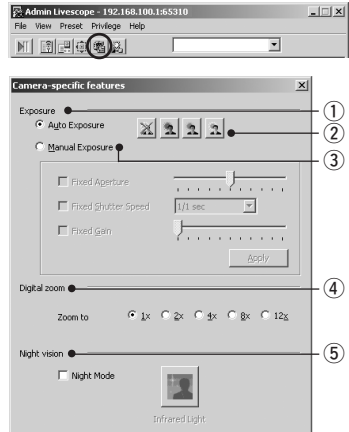 Admin Livescope - 192.168.100.1:65310
File View Preset Privilege Help
Camera-specific features
Exposure ①
Auto Exposure ②
Manual Exposure ③
Fixed Aperture
Fixed Shutter Speed 1/1 sec
Fixed Gain
Apply
Digital zoom ④
Zoom to 1x 2x 4x 8x 12x
Night vision ⑤
Night Mode
Infrared Light